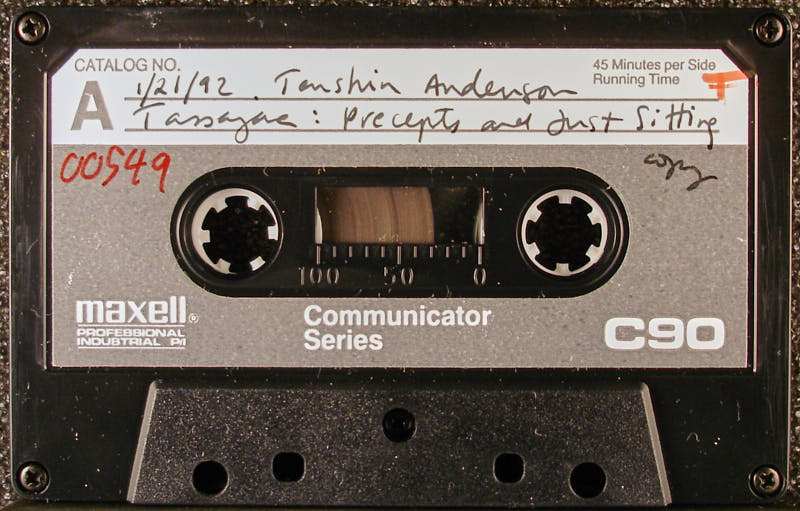 CATALOG NO.
45 Minutes per Side
Running Time
A
1/21/92. Tenshin Anderson
Tassajara: Precepts and Just Sitting
00549
copy
100 50 0
maxell®
PROFESSIONAL
INDUSTRIAL P/I
Communicator
Series
C90